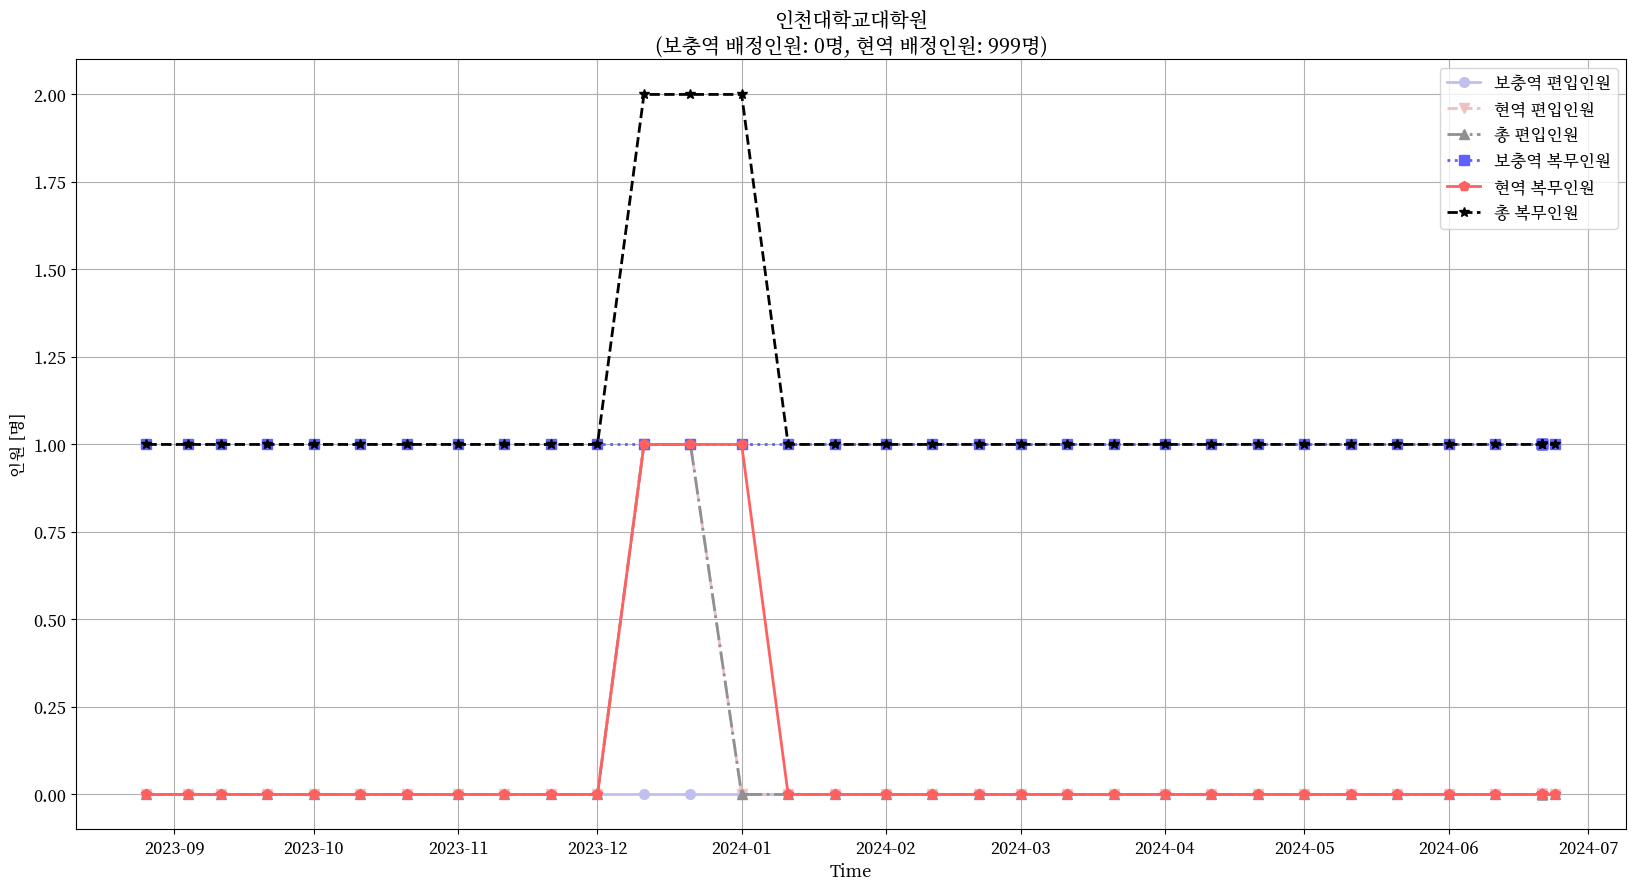 인천대학교대학원
(보충역 배정인원: 0명, 현역 배정인원: 999명)
보충역 편입인원
현역 편입인원
총 편입인원
보충역 복무인원
현역 복무인원
총 복무인원
인원 [명]
2.00
1.75
1.50
1.25
1.00
0.75
0.50
0.25
0.00
2023-09
2023-10
2023-11
2023-12
2024-01
2024-02
2024-03
2024-04
2024-05
2024-06
2024-07
Time